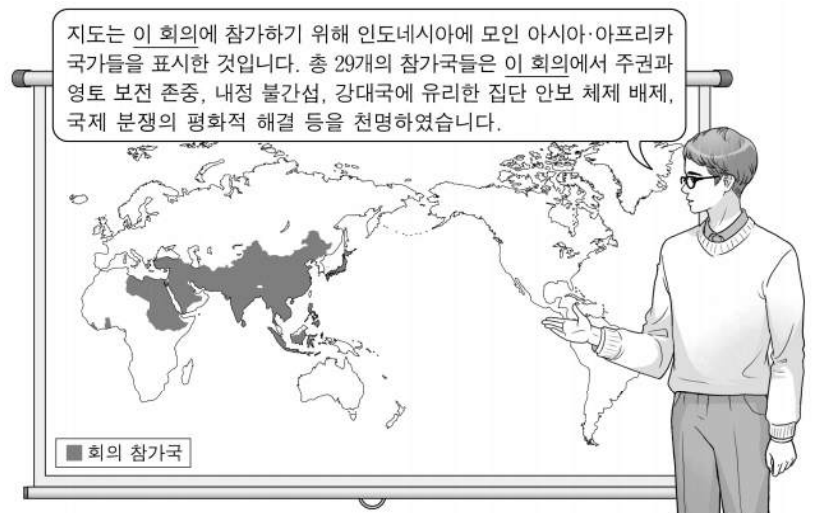 지도는 이 회의에 참가하기 위해 인도네시아에 모인 아시아·아프리카
국가들을 표시한 것입니다. 총 29개의 참가국들은 이 회의에서 주권과
영토 보전 존중, 내정 불간섭, 강대국에 유리한 집단 안보 체제 배제,
국제 분쟁의 평화적 해결 등을 천명하였습니다.
회의 참가국